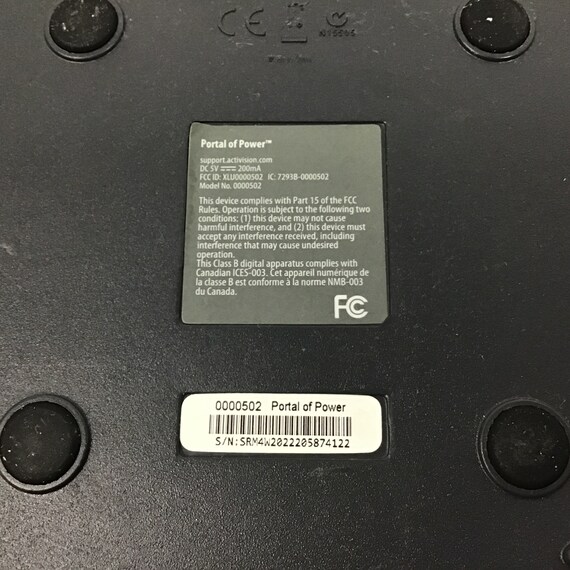 CE
N15595
Portal of Power™
support.activision.com
DC 5V ⎓ 200mA
FCC ID: XLU0000502 IC: 7293B-0000502
Model No. 0000502
This device complies with Part 15 of the FCC
Rules. Operation is subject to the following two
conditions: (1) this device may not cause
harmful interference, and (2) this device must
accept any interference received, including
interference that may cause undesired
operation.
This Class B digital apparatus complies with
Canadian ICES-003. Cet appareil numérique de
la classe B est conforme à la norme NMB-003
du Canada.
FC
0000502 Portal of Power
S/N:SRM4W2022205874122